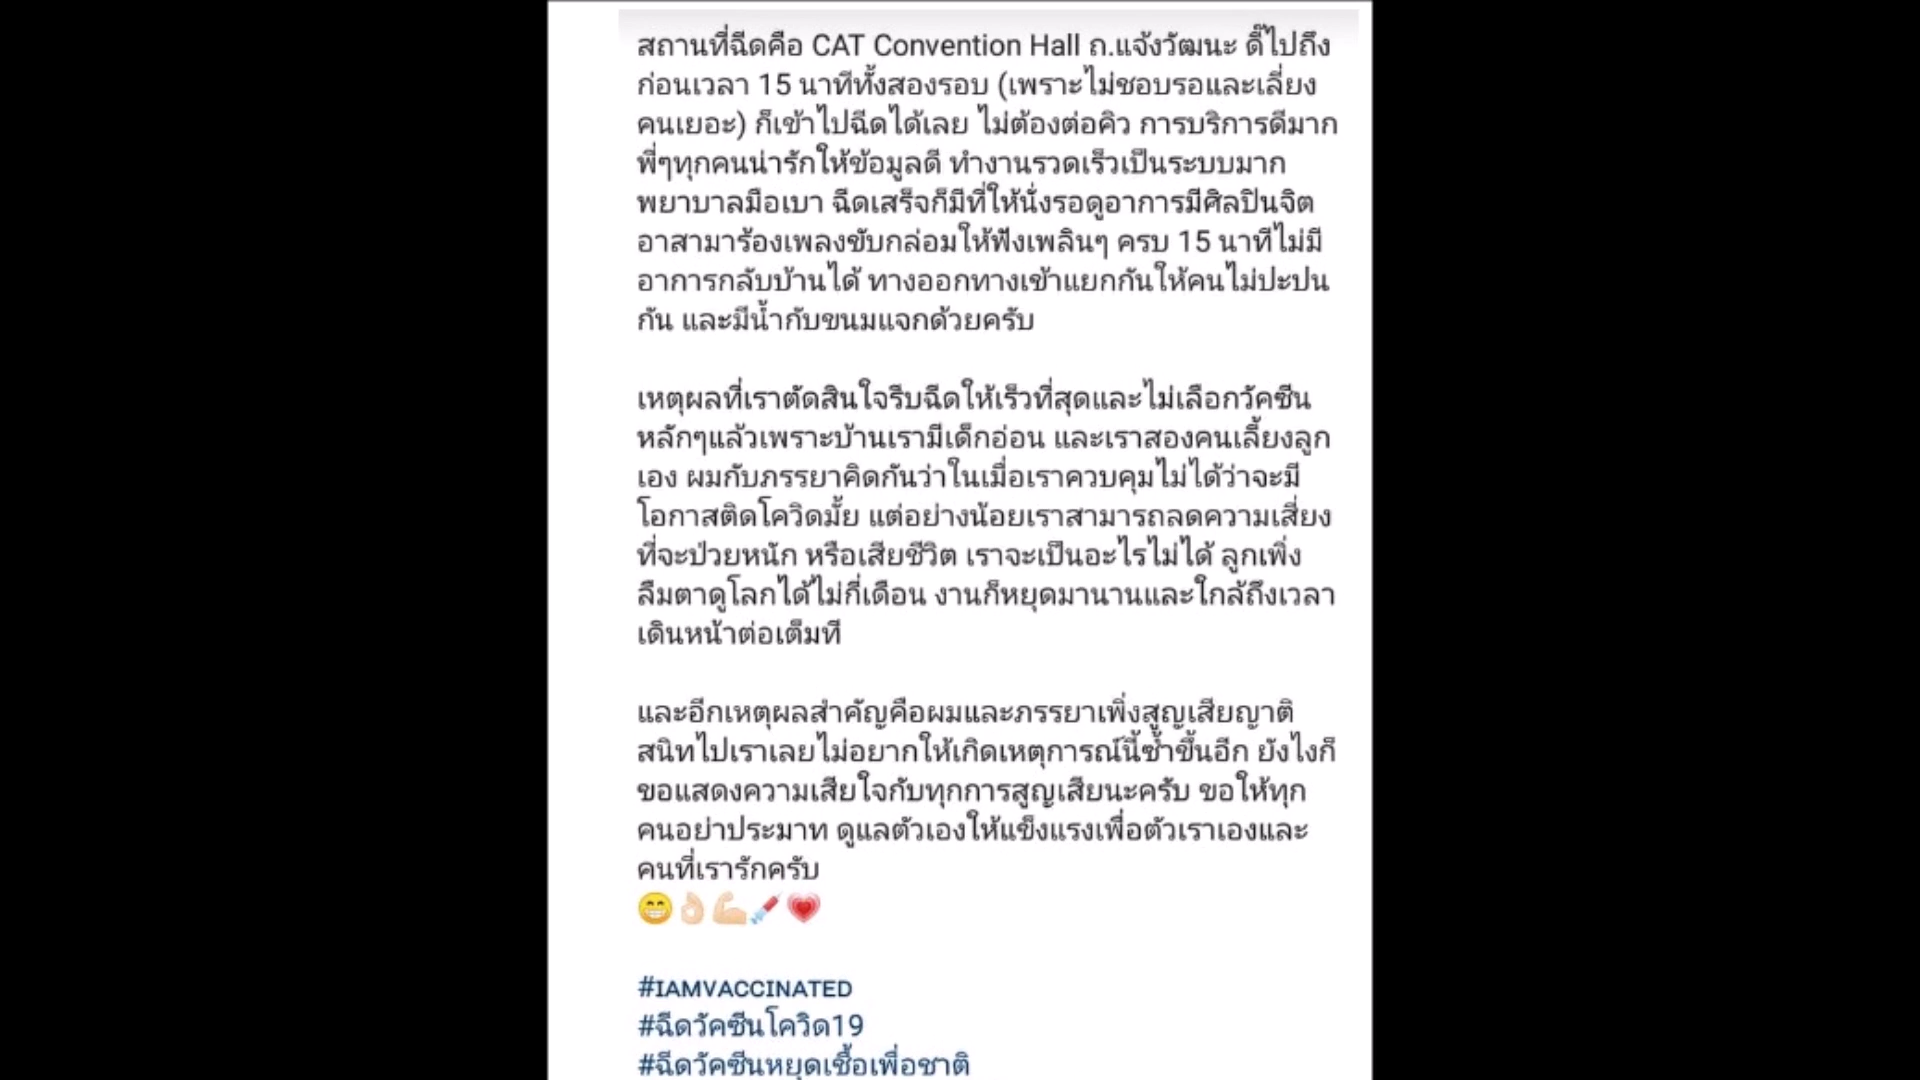 สถานที่ฉีดคือ CAT Convention Hall ถ.แจ้งวัฒนะ ดี๋ไปถึง
ก่อนเวลา 15 นาทีทั้งสองรอบ (เพราะไม่ชอบรอและเลี่ยง
คนเยอะ) ก็เข้าไปฉีดได้เลย ไม่ต้องต่อคิว การบริการดีมาก
พี่ๆทุกคนน่ารักให้ข้อมูลดี ทำงานรวดเร็วเป็นระบบมาก
พยาบาลมือเบา ฉีดเสร็จก็มีที่ให้นั่งรอดูอาการมีศิลปินจิต
อาสามาร้องเพลงขับกล่อมให้ฟังเพลินๆ ครบ 15 นาทีไม่มี
อาการกลับบ้านได้ ทางออกทางเข้าแยกกันให้คนไม่ปะปน
กัน และมีน้ำกับขนมแจกด้วยครับ
เหตุผลที่เราตัดสินใจรีบฉีดให้เร็วที่สุดและไม่เลือกวัคซีน
หลักๆแล้วเพราะบ้านเรามีเด็กอ่อน และเราสองคนเลี้ยงลูก
เอง ผมกับภรรยาคิดกันว่าในเมื่อเราควบคุมไม่ได้ว่าจะมี
โอกาสติดโควิดมั้ย แต่อย่างน้อยเราสามารถลดความเสี่ยง
ที่จะป่วยหนัก หรือเสียชีวิต เราจะเป็นอะไรไม่ได้ ลูกเพิ่ง
ลืมตาดูโลกได้ไม่กี่เดือน งานก็หยุดมานานและใกล้ถึงเวลา
เดินหน้าต่อเต็มที
และอีกเหตุผลสำคัญคือผมและภรรยาเพิ่งสูญเสียญาติ
สนิทไปเราเลยไม่อยากให้เกิดเหตุการณ์นี้ซ้ำขึ้นอีก ยังไงก็
ขอแสดงความเสียใจกับทุกการสูญเสียนะครับ ขอให้ทุก
คนอย่าประมาท ดูแลตัวเองให้แข็งแรงเพื่อตัวเราเองและ
คนที่เรารักครับ
😁👌🏻💪🏻💉💗
#ɪᴀᴍᴠᴀᴄᴄɪɴᴀᴛᴇᴅ
#ฉีดวัคซีนโควิด19
#ฉีดวัคซีนหยุดเชื้อเพื่อชาติ